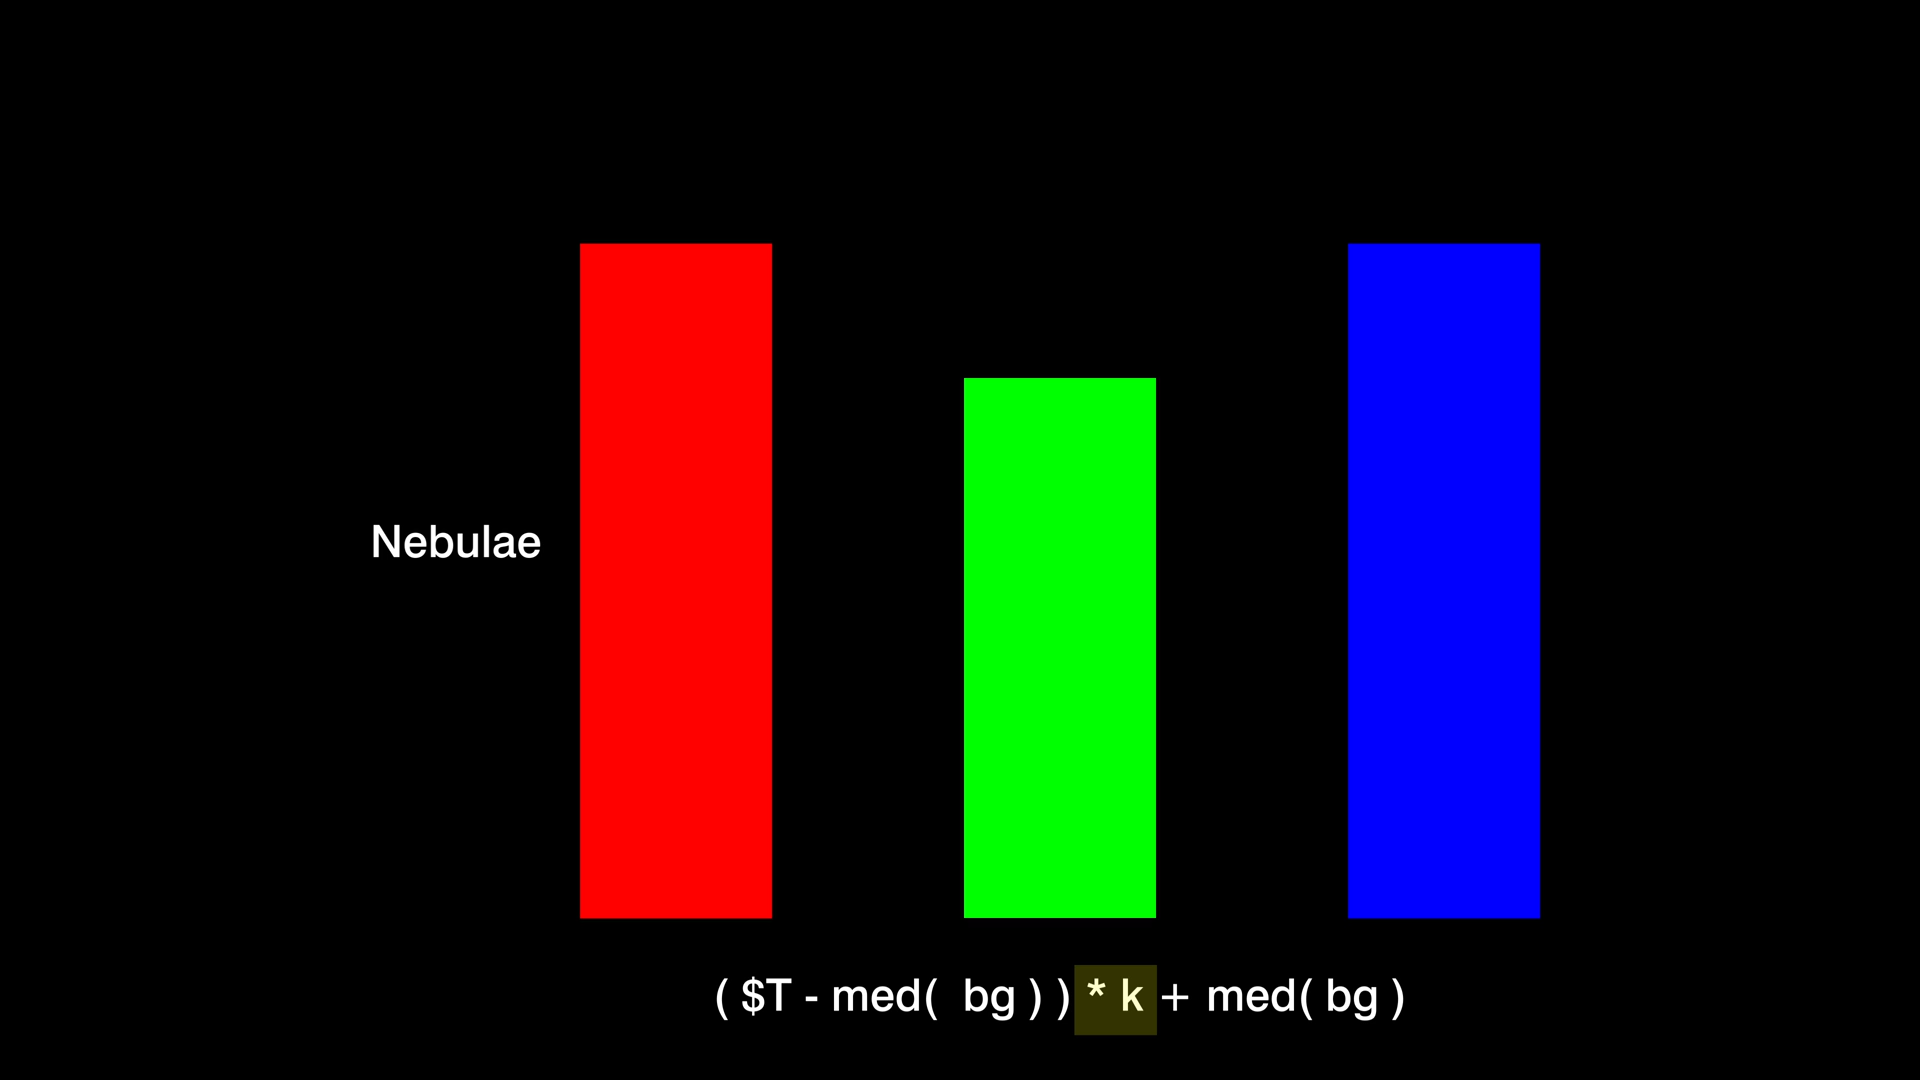 Nebulae
( $T - med( bg ) ) * k + med( bg )